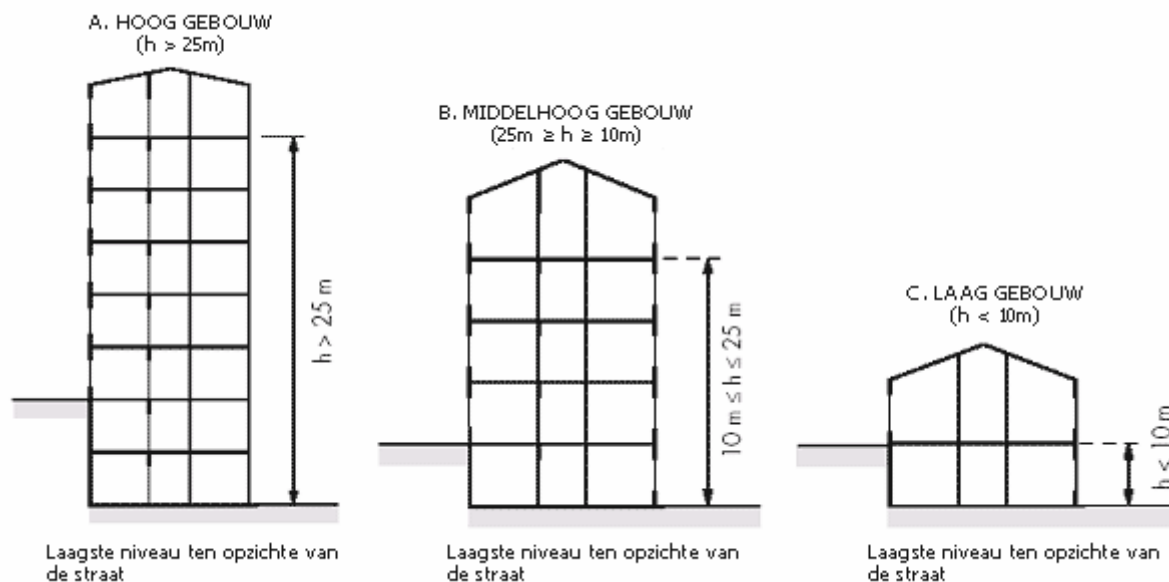 A. HOOG GEBOUW
(h > 25m)
h > 25 m
Laagste niveau ten opzichte van
de straat
B. MIDDELHOOG GEBOUW
(25m ≥ h ≥ 10m)
10 m ≤ h ≤ 25 m
Laagste niveau ten opzichte van
de straat
C. LAAG GEBOUW
(h < 10m)
h < 10 m
Laagste niveau ten opzichte van
de straat